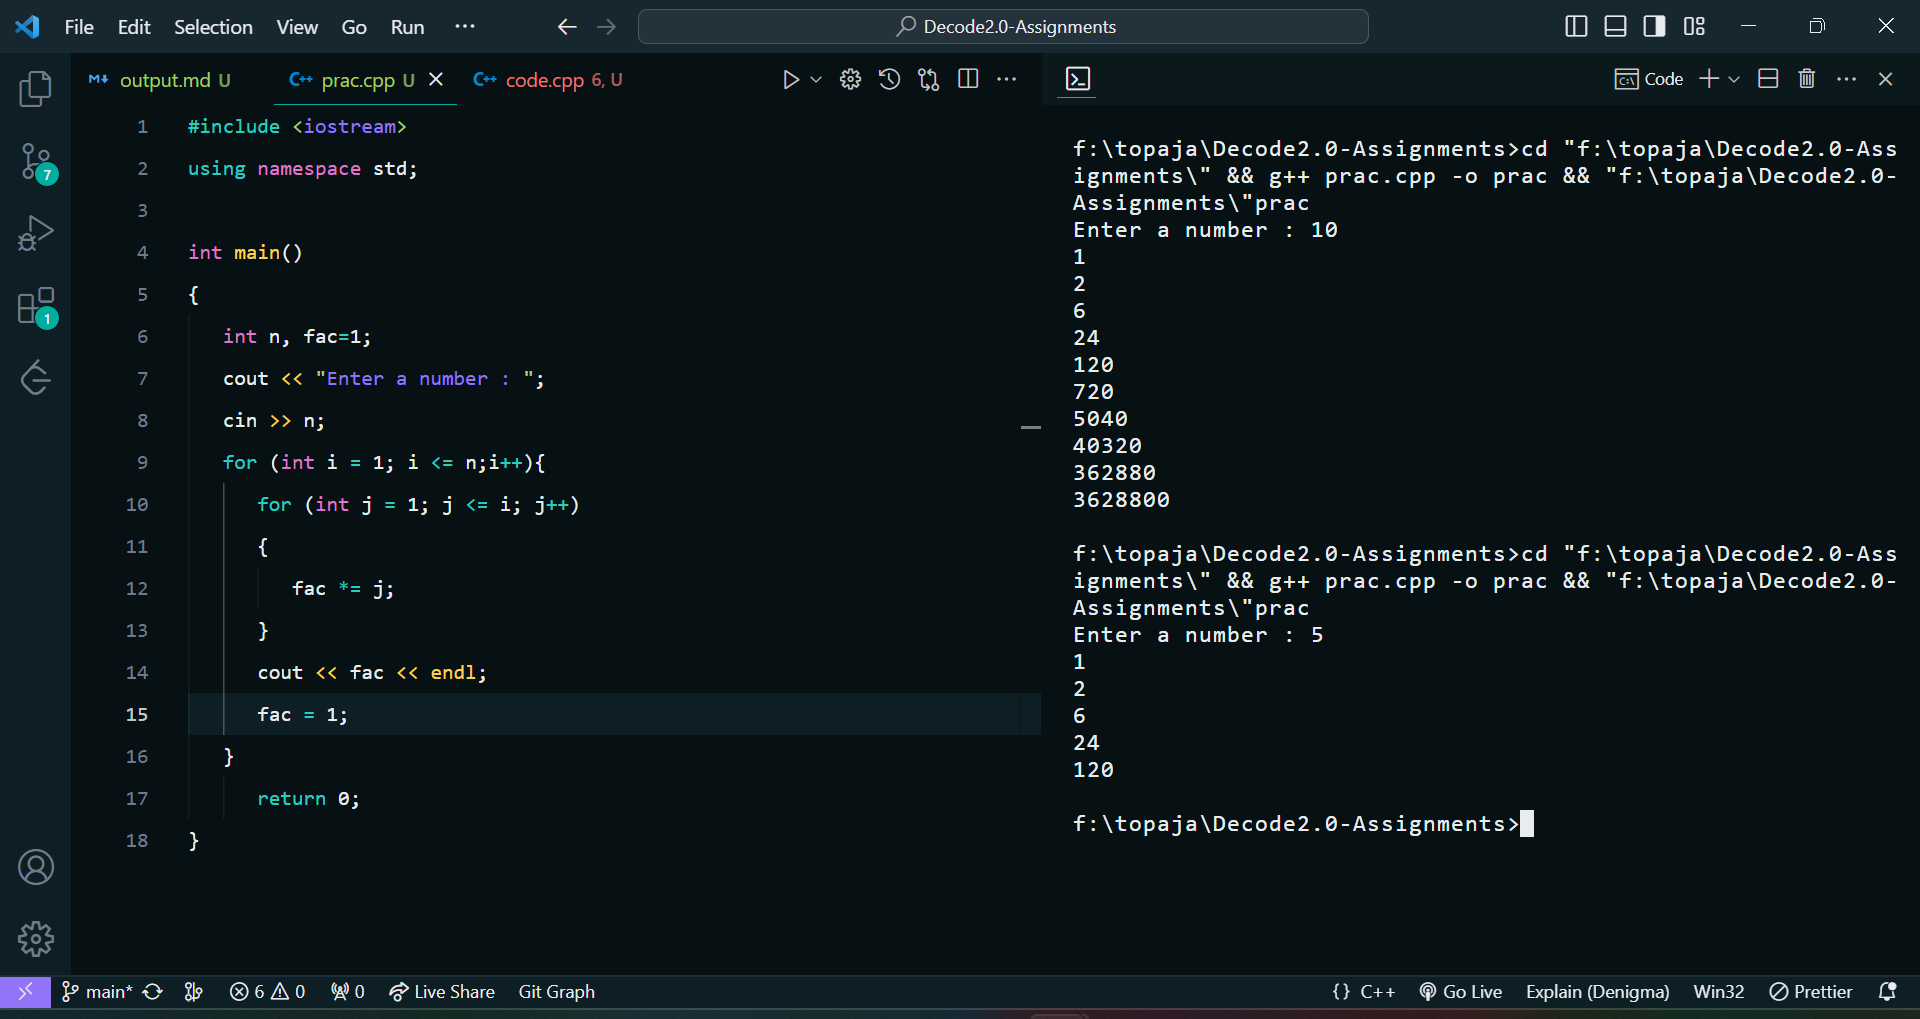 File Edit Selection View Go Run ··· Decode2.0-Assignments
output.md U prac.cpp U code.cpp 6, U Code
1 #include <iostream>
2 using namespace std;
3
4 int main()
5 {
6 int n, fac=1;
7 cout << "Enter a number : ";
8 cin >> n;
9 for (int i = 1; i <= n;i++){
10 for (int j = 1; j <= i; j++)
11 {
12 fac *= j;
13 }
14 cout << fac << endl;
15 fac = 1;
16 }
17 return 0;
18 }
7
1
f:\topaja\Decode2.0-Assignments>cd "f:\topaja\Decode2.0-Ass
ignments\" && g++ prac.cpp -o prac && "f:\topaja\Decode2.0-
Assignments\"prac
Enter a number : 10
1
2
6
24
120
720
5040
40320
362880
3628800
f:\topaja\Decode2.0-Assignments>cd "f:\topaja\Decode2.0-Ass
ignments\" && g++ prac.cpp -o prac && "f:\topaja\Decode2.0-
Assignments\"prac
Enter a number : 5
1
2
6
24
120
f:\topaja\Decode2.0-Assignments>
main* 6 0 0 Live Share Git Graph {} C++ Go Live Explain (Denigma) Win32 Prettier